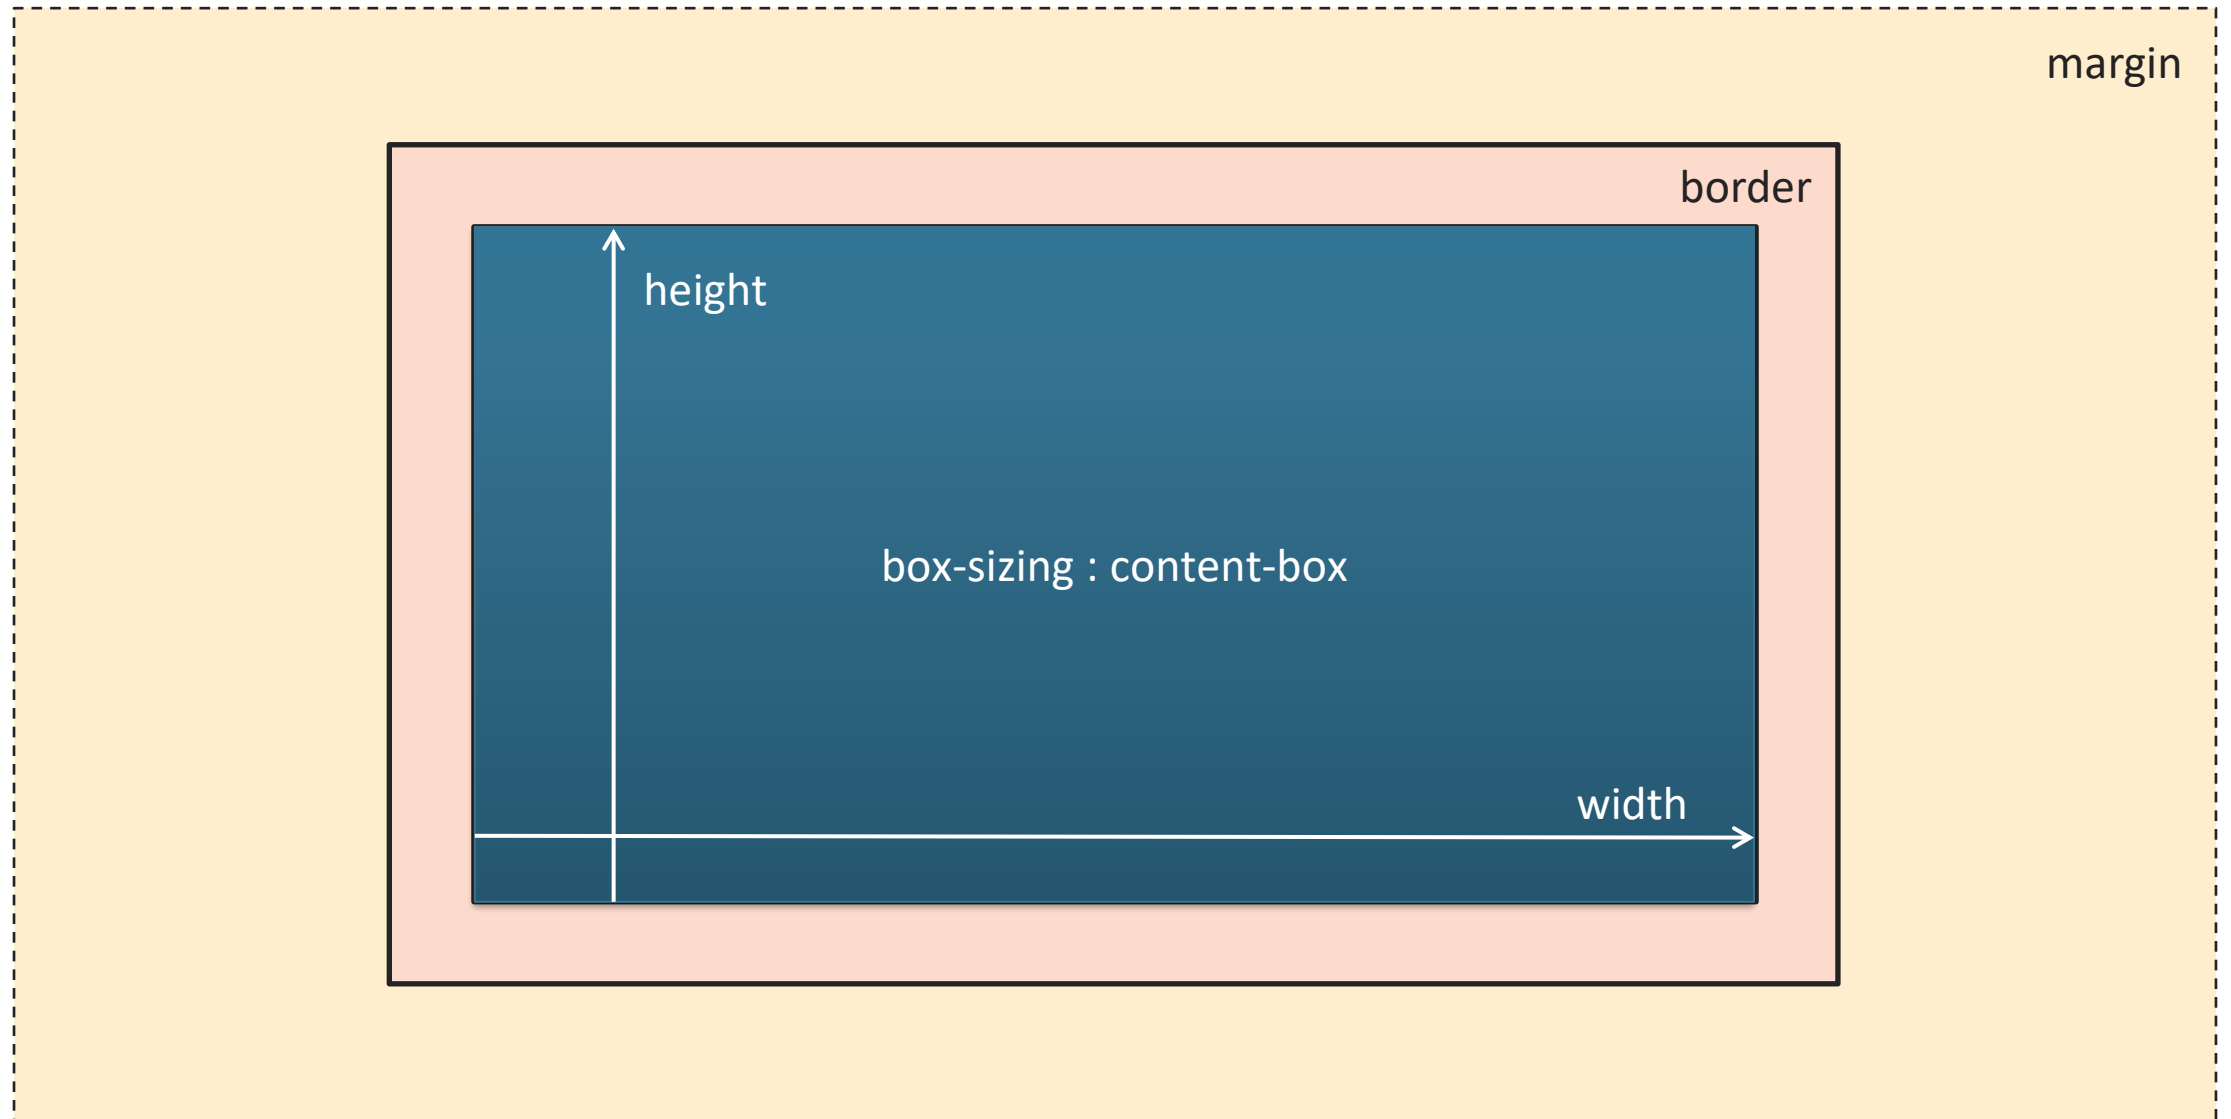 margin
border
height
box-sizing : content-box
width